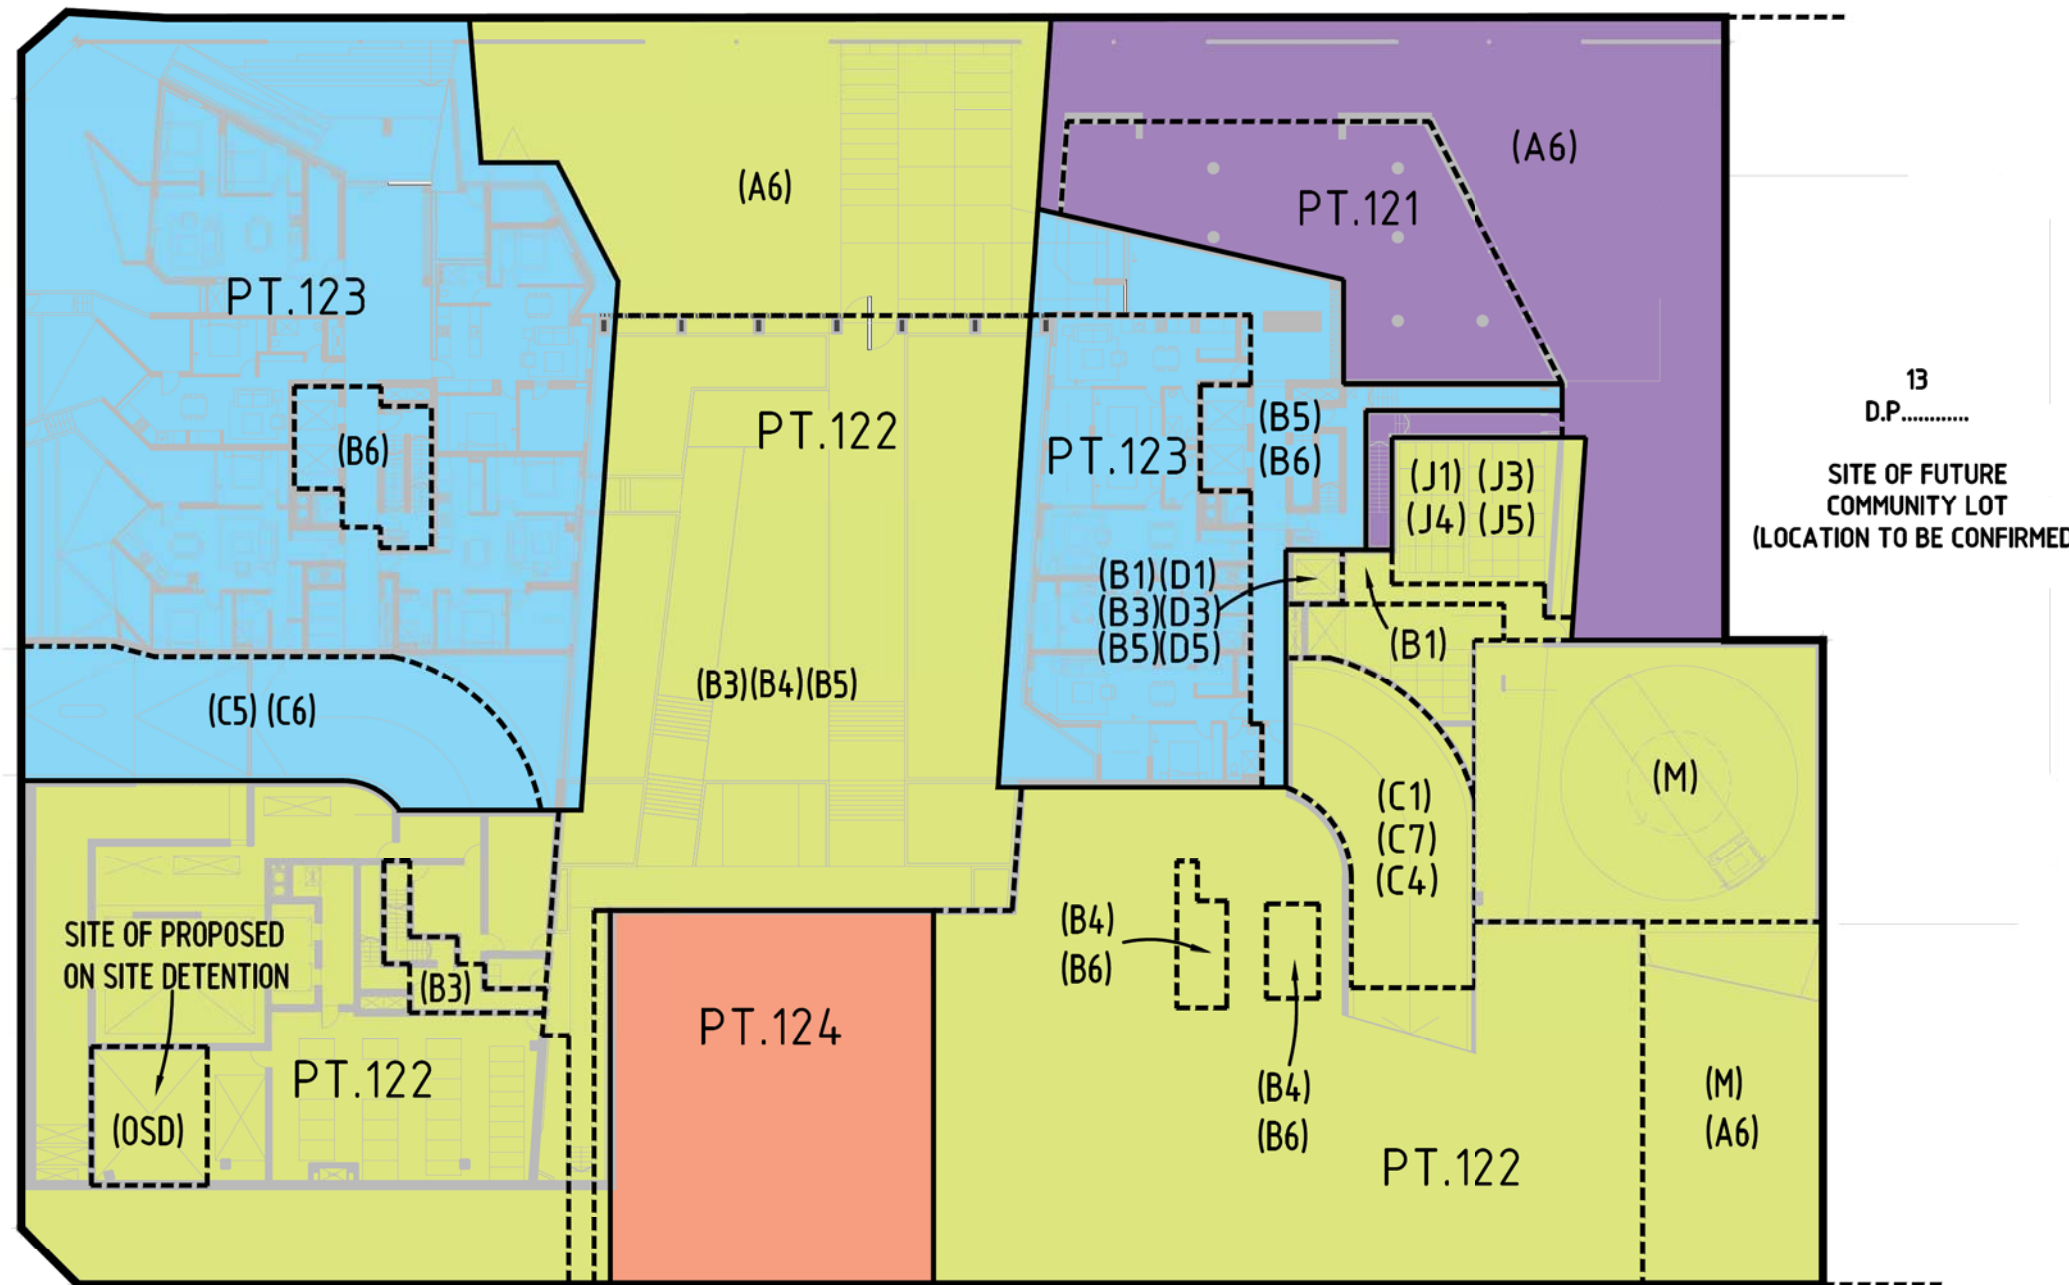 (A6)
(A6)
PT.121
PT.123
13
D.P............
PT.122
(B6)
PT.123
(B5)
(B6)
(J1) (J3)
(J4) (J5)
SITE OF FUTURE
COMMUNITY LOT
(LOCATION TO BE CONFIRMED
(B1)(D1)
(B3)(D3)
(B5)(D5)
(B1)
(C5) (C6)
(B3)(B4)(B5)
(C1)
(C7)
(C4)
(M)
SITE OF PROPOSED
ON SITE DETENTION
(B3)
(B4)
(B6)
PT.124
PT.122
(OSD)
(B4)
(B6)
PT.122
(M)
(A6)